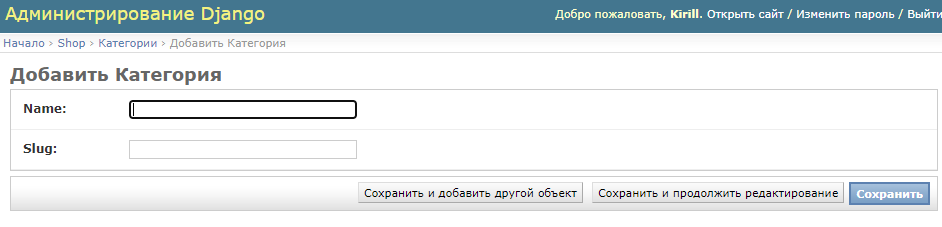 Администрирование Django
Добро пожаловать, Kirill. Открыть сайт / Изменить пароль / Выйти
Начало › Shop › Категории › Добавить Категория
Добавить Категория
Name:
Slug:
Сохранить и добавить другой объект Сохранить и продолжить редактирование Сохранить